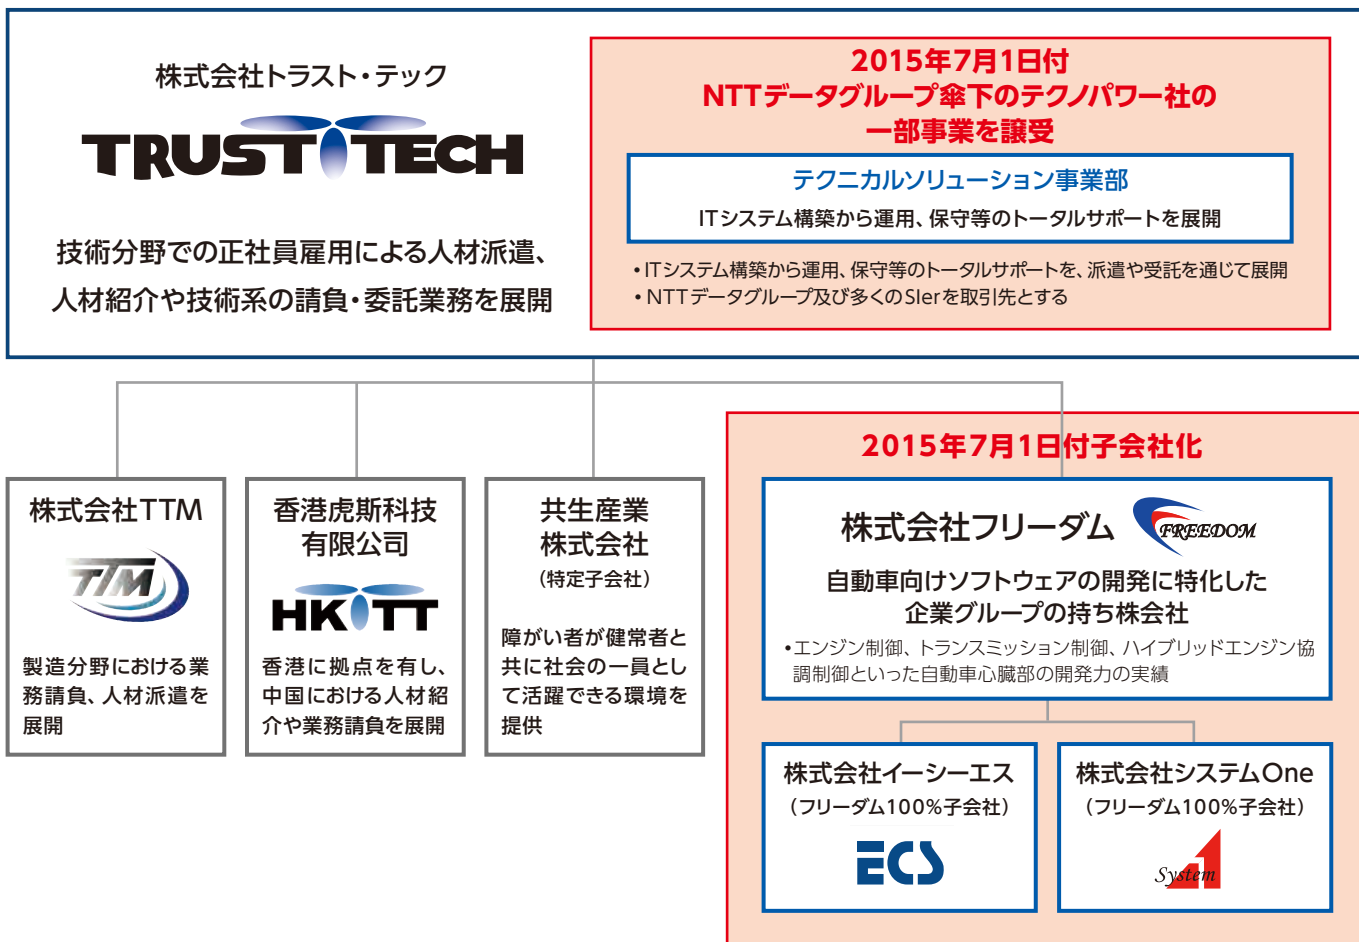 株式会社トラスト・テック
TRUST TECH
技術分野での正社員雇用による人材派遣、
人材紹介や技術系の請負・委託業務を展開
2015年7月1日付
NTTデータグループ傘下のテクノパワー社の
一部事業を譲受
テクニカルソリューション事業部
ITシステム構築から運用、保守等のトータルサポートを展開
・ITシステム構築から運用、保守等のトータルサポートを、派遣や受託を通じて展開
・NTTデータグループ及び多くのSIerを取引先とする
株式会社TTM
TTM
製造分野における業
務請負、人材派遣を
展開
香港虎斯科技
有限公司
HKTT
香港に拠点を有し、
中国における人材紹
介や業務請負を展開
共生産業
株式会社
（特定子会社）
障がい者が健常者と
共に社会の一員とし
て活躍できる環境を
提供
2015年7月1日付子会社化
株式会社フリーダム
FREEDOM
自動車向けソフトウェアの開発に特化した
企業グループの持ち株会社
・エンジン制御、トランスミッション制御、ハイブリッドエンジン協
調制御といった自動車心臓部の開発力の実績
株式会社イーシーエス
（フリーダム100%子会社）
ECS
株式会社システムOne
（フリーダム100%子会社）
System 1